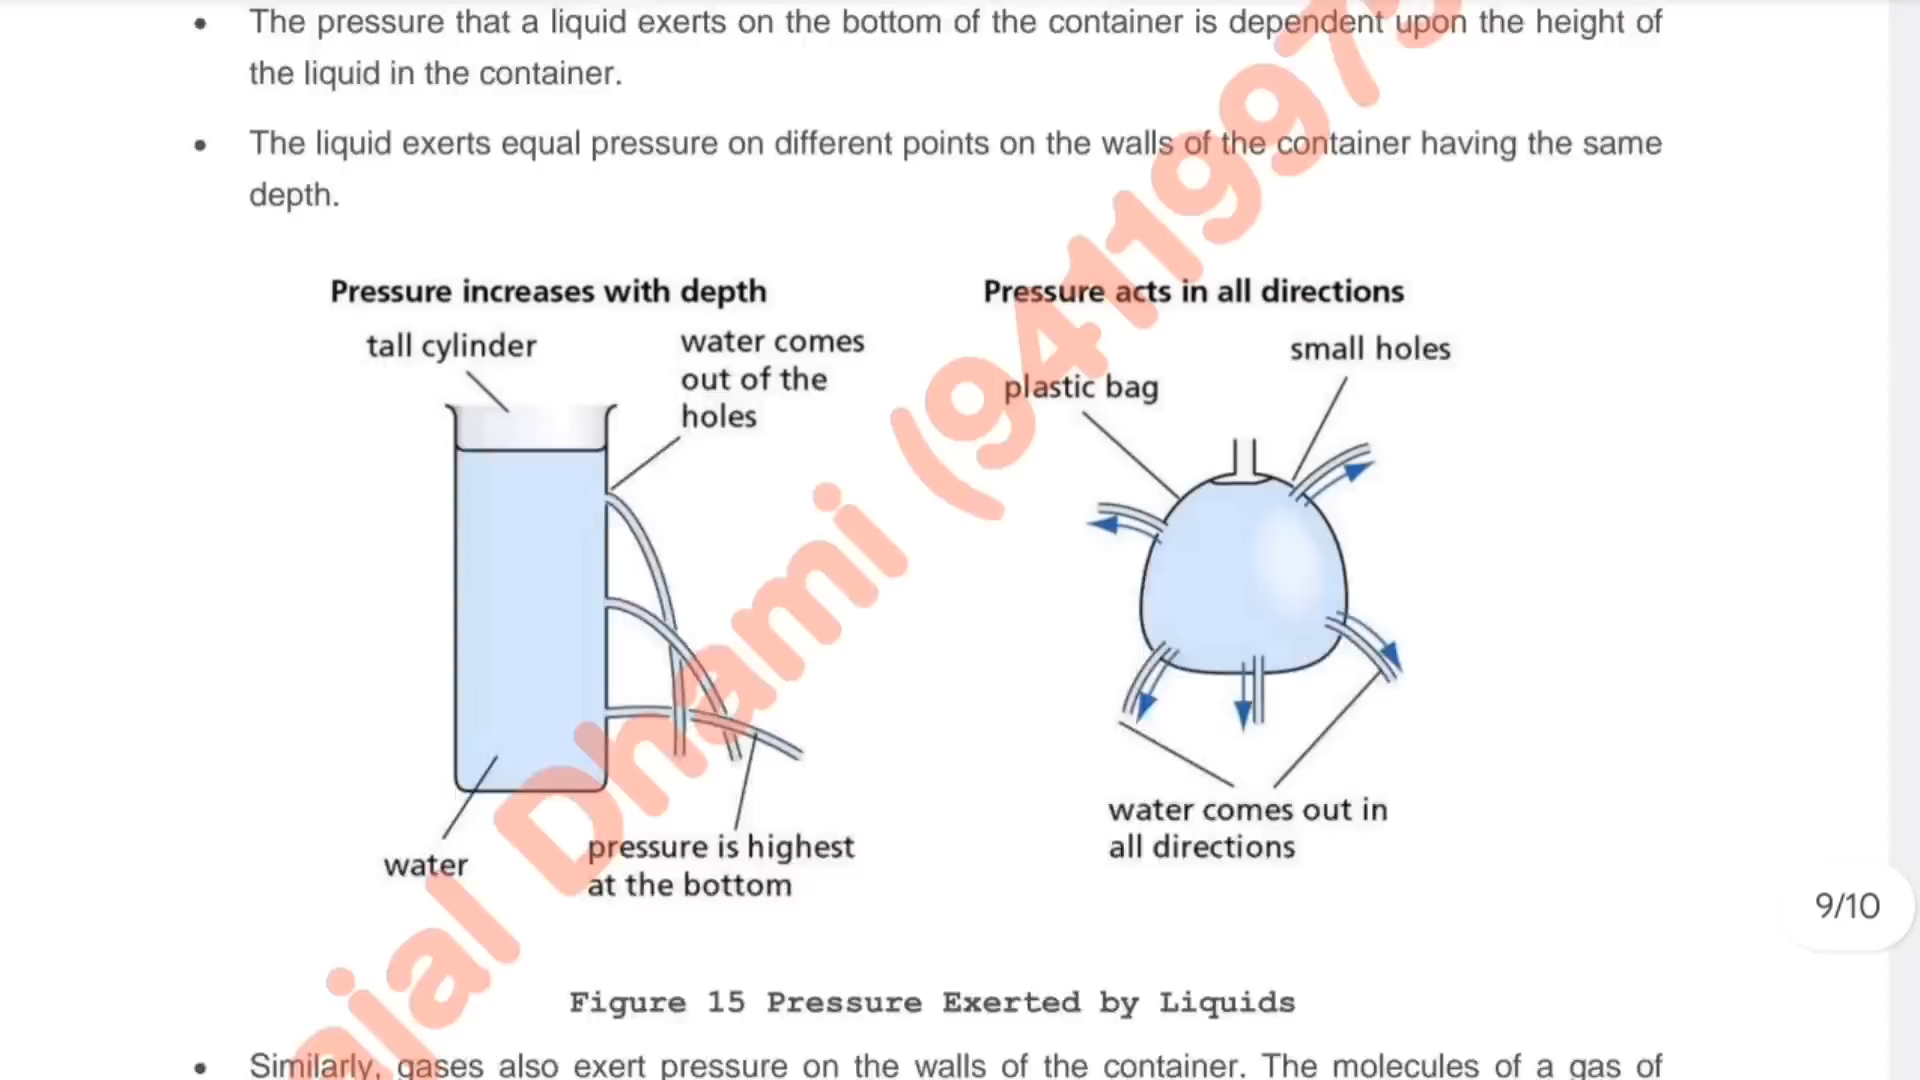 • The pressure that a liquid exerts on the bottom of the container is dependent upon the height of
the liquid in the container.
• The liquid exerts equal pressure on different points on the walls of the container having the same
depth.
Pressure increases with depth
tall cylinder
water comes
out of the
holes
water
pressure is highest
at the bottom
Pressure acts in all directions
small holes
plastic bag
water comes out in
all directions
9/10
Figure 15 Pressure Exerted by Liquids
• Similarly, gases also exert pressure on the walls of the container. The molecules of a gas of
Dhami